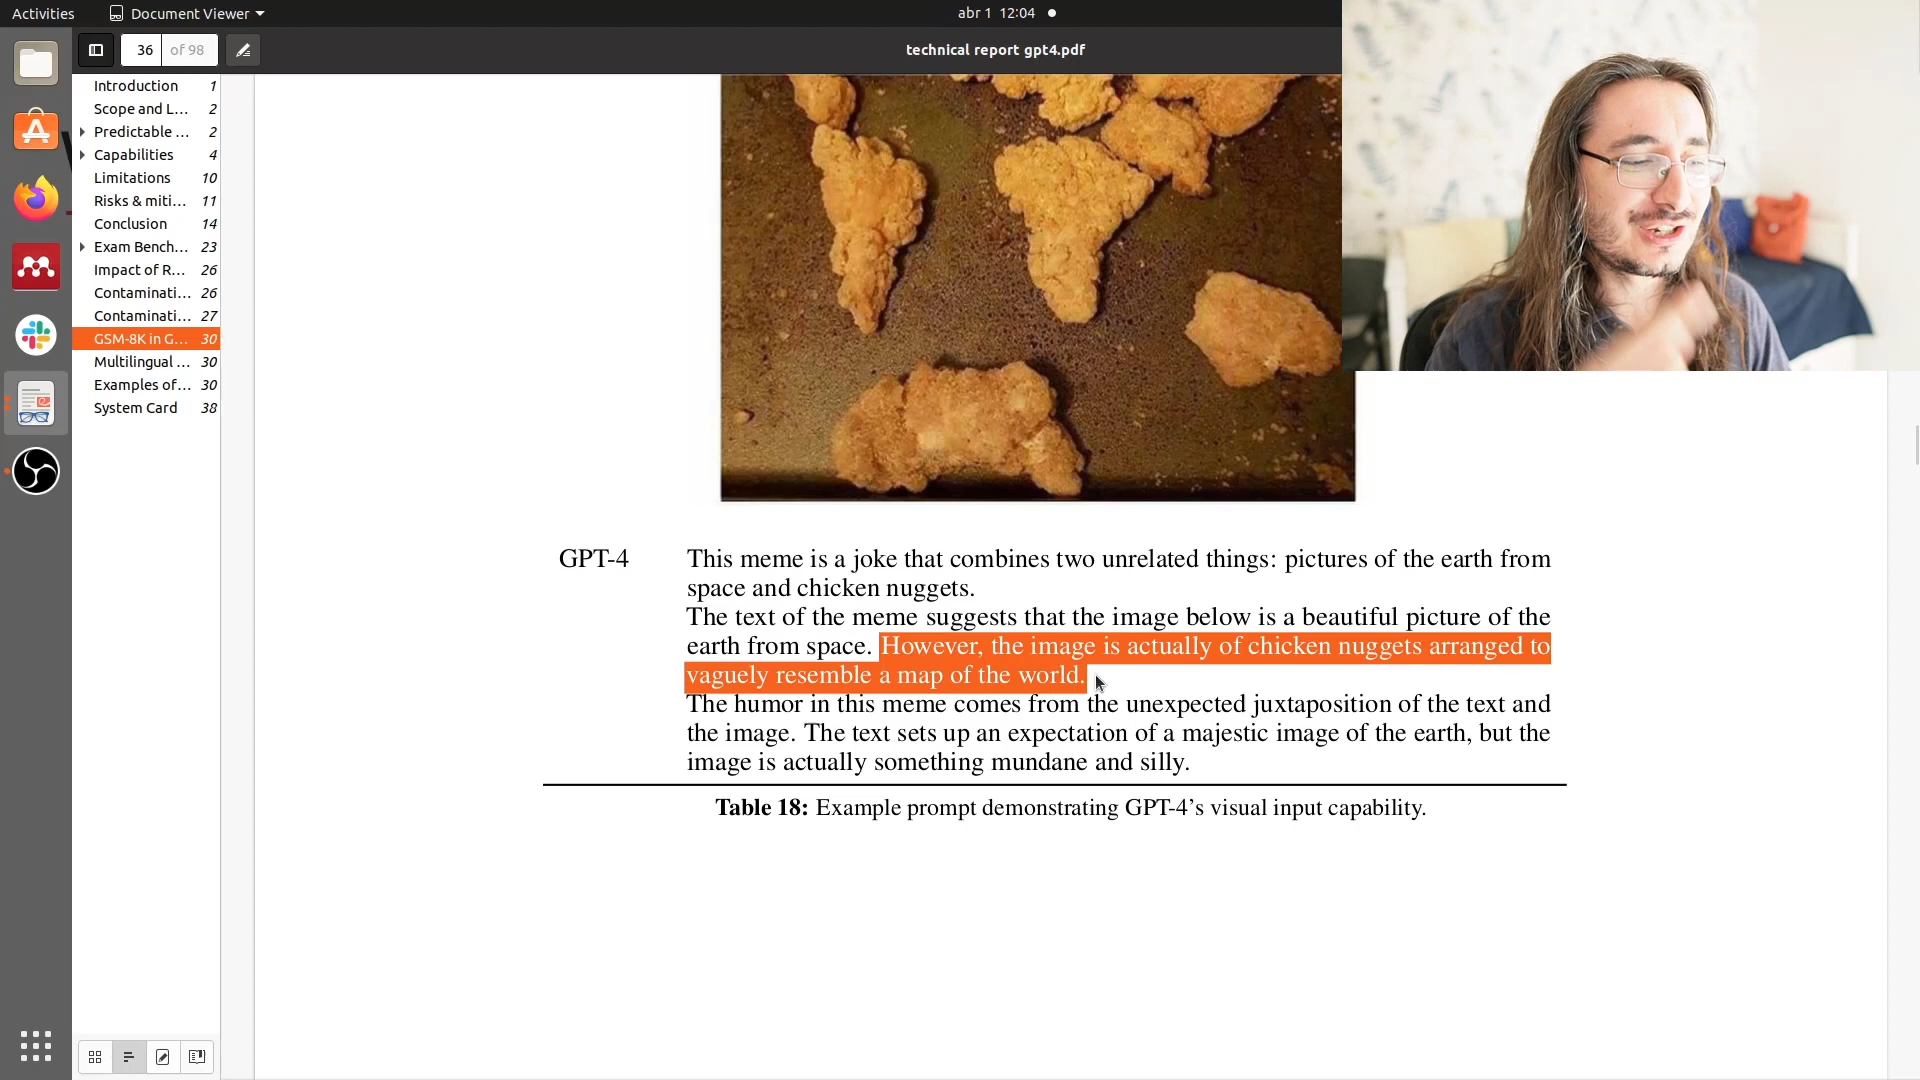 Activities
Document Viewer
abr 1 12:04
36 of 98
technical report gpt4.pdf
Introduction 1
Scope and L... 2
Predictable ... 2
Capabilities 4
Limitations 10
Risks & miti... 11
Conclusion 14
Exam Bench... 23
Impact of R... 26
Contaminati... 26
Contaminati... 27
GSM-8K in G... 30
Multilingual ... 30
Examples of... 30
System Card 38
GPT-4
This meme is a joke that combines two unrelated things: pictures of the earth from
space and chicken nuggets.
The text of the meme suggests that the image below is a beautiful picture of the
earth from space. However, the image is actually of chicken nuggets arranged to
vaguely resemble a map of the world.
The humor in this meme comes from the unexpected juxtaposition of the text and
the image. The text sets up an expectation of a majestic image of the earth, but the
image is actually something mundane and silly.
Table 18: Example prompt demonstrating GPT-4's visual input capability.